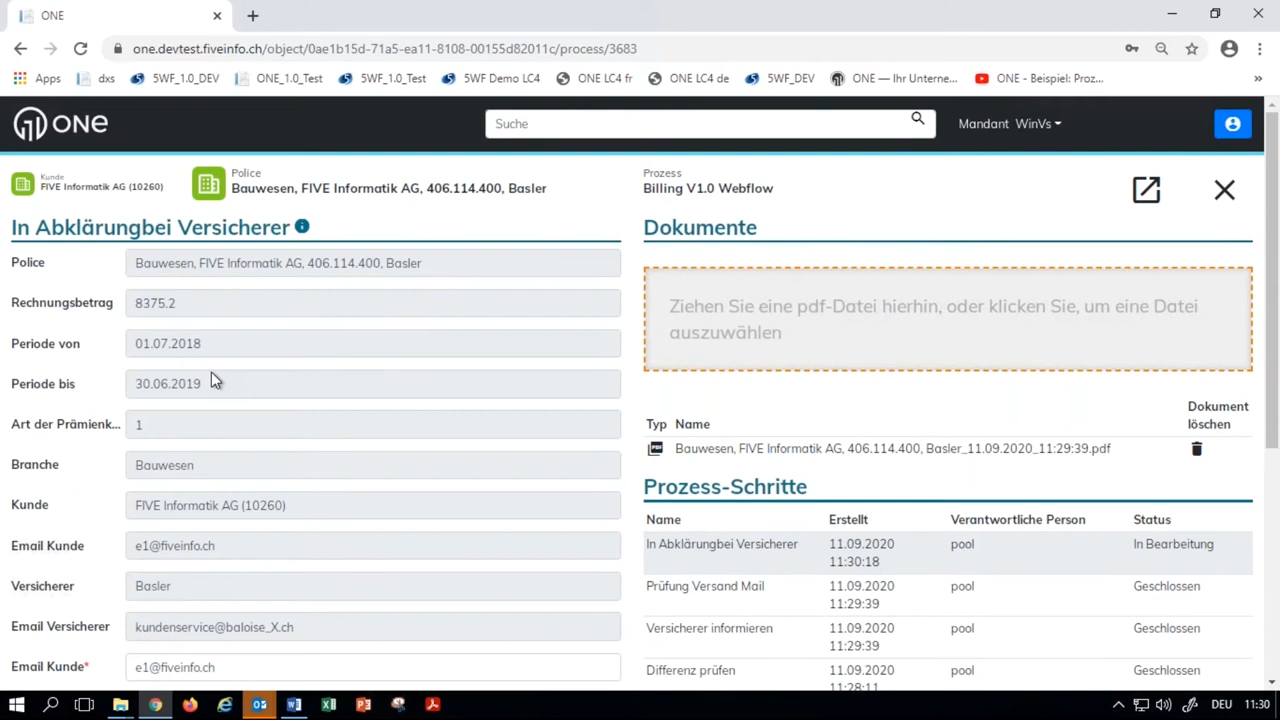 ONE
one.devtest.fiveinfo.ch/object/0ae1b15d-71a5-ea11-8108-00155d82011c/process/3683
Apps dxs 5WF_1.0_DEV ONE_1.0_Test 5WF_1.0_Test 5WF Demo LC4 ONE LC4 fr ONE LC4 de 5WF_DEV ONE — Ihr Unterne... ONE - Beispiel: Proz... »
ONE Suche Mandant WinVs
Kunde
FIVE Informatik AG (10260)
Police
Bauwesen, FIVE Informatik AG, 406.114.400, Basler
Prozess
Billing V1.0 Webflow
In Abklärungbei Versicherer
Police Bauwesen, FIVE Informatik AG, 406.114.400, Basler
Rechnungsbetrag 8375.2
Periode von 01.07.2018
Periode bis 30.06.2019
Art der Prämienk... 1
Branche Bauwesen
Kunde FIVE Informatik AG (10260)
Email Kunde e1@fiveinfo.ch
Versicherer Basler
Email Versicherer kundenservice@baloise_X.ch
Email Kunde* e1@fiveinfo.ch
Dokumente
Ziehen Sie eine pdf-Datei hierhin, oder klicken Sie, um eine Datei
auszuwählen
Typ Name Dokument
löschen
PDF Bauwesen, FIVE Informatik AG, 406.114.400, Basler_11.09.2020_11:29:39.pdf
Prozess-Schritte
Name Erstellt Verantwortliche Person Status
In Abklärungbei Versicherer 11.09.2020 pool In Bearbeitung
11:30:18
Prüfung Versand Mail 11.09.2020 pool Geschlossen
11:29:39
Versicherer informieren 11.09.2020 pool Geschlossen
11:29:39
Differenz prüfen 11.09.2020 pool Geschlossen
11:28:11
DEU 11:30